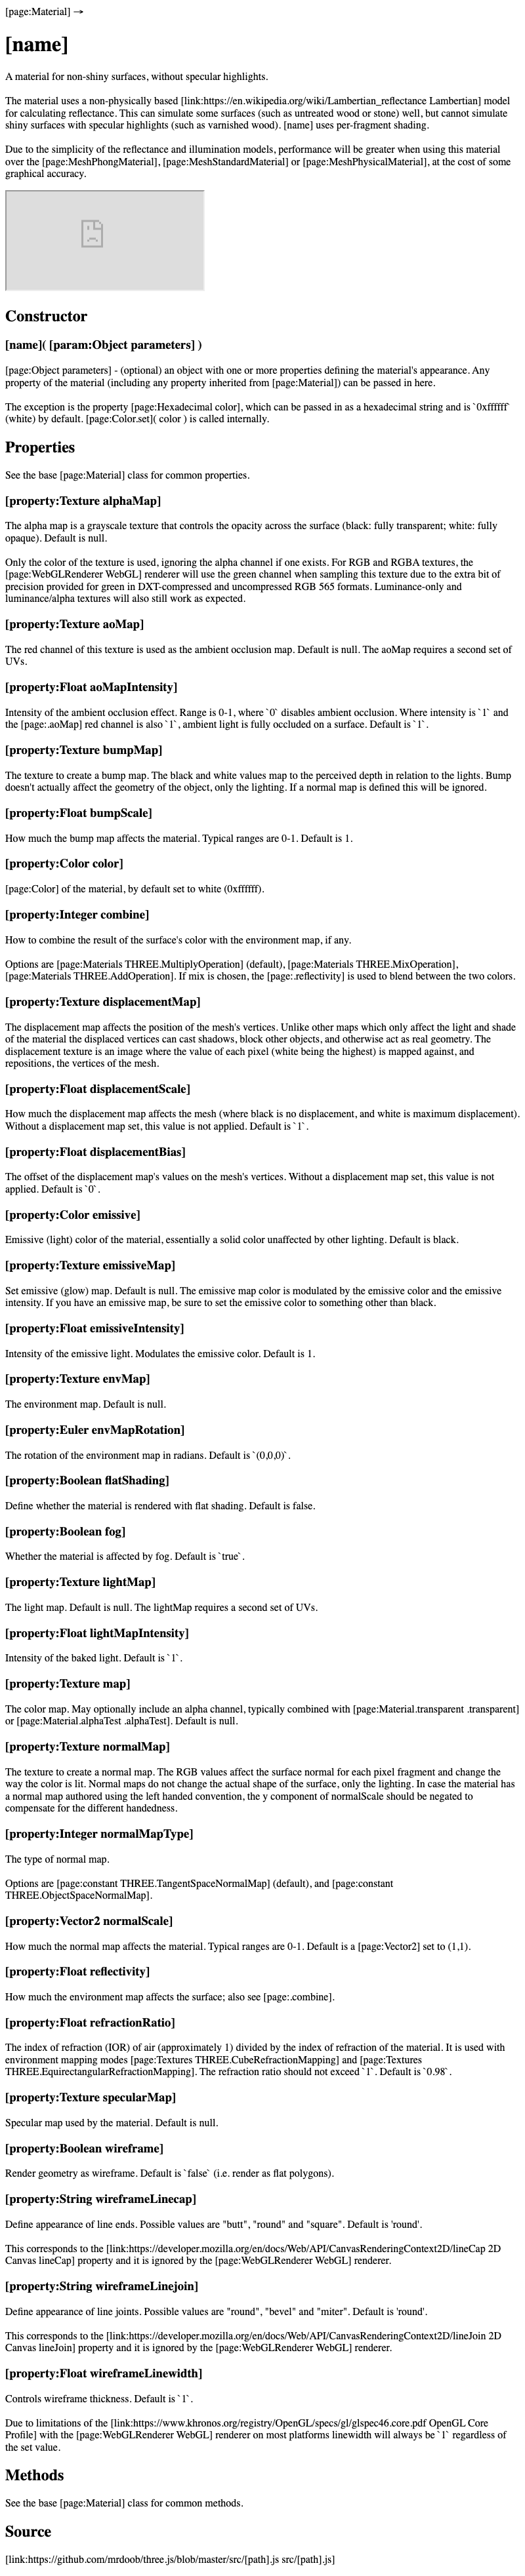 [page:Material] →
[name]
A material for non-shiny surfaces, without specular highlights.
The material uses a non-physically based [link:https://en.wikipedia.org/wiki/Lambertian_reflectance Lambertian] model
for calculating reflectance. This can simulate some surfaces (such as untreated wood or stone) well, but cannot simulate
shiny surfaces with specular highlights (such as varnished wood). [name] uses per-fragment shading.
Due to the simplicity of the reflectance and illumination models, performance will be greater when using this material
over the [page:MeshPhongMaterial], [page:MeshStandardMaterial] or [page:MeshPhysicalMaterial], at the cost of some
graphical accuracy.
Constructor
[name]( [param:Object parameters] )
[page:Object parameters] - (optional) an object with one or more properties defining the material's appearance. Any
property of the material (including any property inherited from [page:Material]) can be passed in here.
The exception is the property [page:Hexadecimal color], which can be passed in as a hexadecimal string and is `0xffffff`
(white) by default. [page:Color.set]( color ) is called internally.
Properties
See the base [page:Material] class for common properties.
[property:Texture alphaMap]
The alpha map is a grayscale texture that controls the opacity across the surface (black: fully transparent; white: fully
opaque). Default is null.
Only the color of the texture is used, ignoring the alpha channel if one exists. For RGB and RGBA textures, the
[page:WebGLRenderer WebGL] renderer will use the green channel when sampling this texture due to the extra bit of
precision provided for green in DXT-compressed and uncompressed RGB 565 formats. Luminance-only and
luminance/alpha textures will also still work as expected.
[property:Texture aoMap]
The red channel of this texture is used as the ambient occlusion map. Default is null. The aoMap requires a second set of
UVs.
[property:Float aoMapIntensity]
Intensity of the ambient occlusion effect. Range is 0-1, where `0` disables ambient occlusion. Where intensity is `1` and
the [page:.aoMap] red channel is also `1`, ambient light is fully occluded on a surface. Default is `1`.
[property:Texture bumpMap]
The texture to create a bump map. The black and white values map to the perceived depth in relation to the lights. Bump
doesn't actually affect the geometry of the object, only the lighting. If a normal map is defined this will be ignored.
[property:Float bumpScale]
How much the bump map affects the material. Typical ranges are 0-1. Default is 1.
[property:Color color]
[page:Color] of the material, by default set to white (0xffffff).
[property:Integer combine]
How to combine the result of the surface's color with the environment map, if any.
Options are [page:Materials THREE.MultiplyOperation] (default), [page:Materials THREE.MixOperation],
[page:Materials THREE.AddOperation]. If mix is chosen, the [page:.reflectivity] is used to blend between the two colors.
[property:Texture displacementMap]
The displacement map affects the position of the mesh's vertices. Unlike other maps which only affect the light and shade
of the material the displaced vertices can cast shadows, block other objects, and otherwise act as real geometry. The
displacement texture is an image where the value of each pixel (white being the highest) is mapped against, and
repositions, the vertices of the mesh.
[property:Float displacementScale]
How much the displacement map affects the mesh (where black is no displacement, and white is maximum displacement).
Without a displacement map set, this value is not applied. Default is `1`.
[property:Float displacementBias]
The offset of the displacement map's values on the mesh's vertices. Without a displacement map set, this value is not
applied. Default is `0`.
[property:Color emissive]
Emissive (light) color of the material, essentially a solid color unaffected by other lighting. Default is black.
[property:Texture emissiveMap]
Set emissive (glow) map. Default is null. The emissive map color is modulated by the emissive color and the emissive
intensity. If you have an emissive map, be sure to set the emissive color to something other than black.
[property:Float emissiveIntensity]
Intensity of the emissive light. Modulates the emissive color. Default is 1.
[property:Texture envMap]
The environment map. Default is null.
[property:Euler envMapRotation]
The rotation of the environment map in radians. Default is `(0,0,0)`.
[property:Boolean flatShading]
Define whether the material is rendered with flat shading. Default is false.
[property:Boolean fog]
Whether the material is affected by fog. Default is `true`.
[property:Texture lightMap]
The light map. Default is null. The lightMap requires a second set of UVs.
[property:Float lightMapIntensity]
Intensity of the baked light. Default is `1`.
[property:Texture map]
The color map. May optionally include an alpha channel, typically combined with [page:Material.transparent .transparent]
or [page:Material.alphaTest .alphaTest]. Default is null.
[property:Texture normalMap]
The texture to create a normal map. The RGB values affect the surface normal for each pixel fragment and change the
way the color is lit. Normal maps do not change the actual shape of the surface, only the lighting. In case the material has
a normal map authored using the left handed convention, the y component of normalScale should be negated to
compensate for the different handedness.
[property:Integer normalMapType]
The type of normal map.
Options are [page:constant THREE.TangentSpaceNormalMap] (default), and [page:constant
THREE.ObjectSpaceNormalMap].
[property:Vector2 normalScale]
How much the normal map affects the material. Typical ranges are 0-1. Default is a [page:Vector2] set to (1,1).
[property:Float reflectivity]
How much the environment map affects the surface; also see [page:.combine].
[property:Float refractionRatio]
The index of refraction (IOR) of air (approximately 1) divided by the index of refraction of the material. It is used with
environment mapping modes [page:Textures THREE.CubeRefractionMapping] and [page:Textures
THREE.EquirectangularRefractionMapping]. The refraction ratio should not exceed `1`. Default is `0.98`.
[property:Texture specularMap]
Specular map used by the material. Default is null.
[property:Boolean wireframe]
Render geometry as wireframe. Default is `false` (i.e. render as flat polygons).
[property:String wireframeLinecap]
Define appearance of line ends. Possible values are "butt", "round" and "square". Default is 'round'.
This corresponds to the [link:https://developer.mozilla.org/en/docs/Web/API/CanvasRenderingContext2D/lineCap 2D
Canvas lineCap] property and it is ignored by the [page:WebGLRenderer WebGL] renderer.
[property:String wireframeLinejoin]
Define appearance of line joints. Possible values are "round", "bevel" and "miter". Default is 'round'.
This corresponds to the [link:https://developer.mozilla.org/en/docs/Web/API/CanvasRenderingContext2D/lineJoin 2D
Canvas lineJoin] property and it is ignored by the [page:WebGLRenderer WebGL] renderer.
[property:Float wireframeLinewidth]
Controls wireframe thickness. Default is `1`.
Due to limitations of the [link:https://www.khronos.org/registry/OpenGL/specs/gl/glspec46.core.pdf OpenGL Core
Profile] with the [page:WebGLRenderer WebGL] renderer on most platforms linewidth will always be `1` regardless of
the set value.
Methods
See the base [page:Material] class for common methods.
Source
[link:https://github.com/mrdoob/three.js/blob/master/src/[path].js src/[path].js]